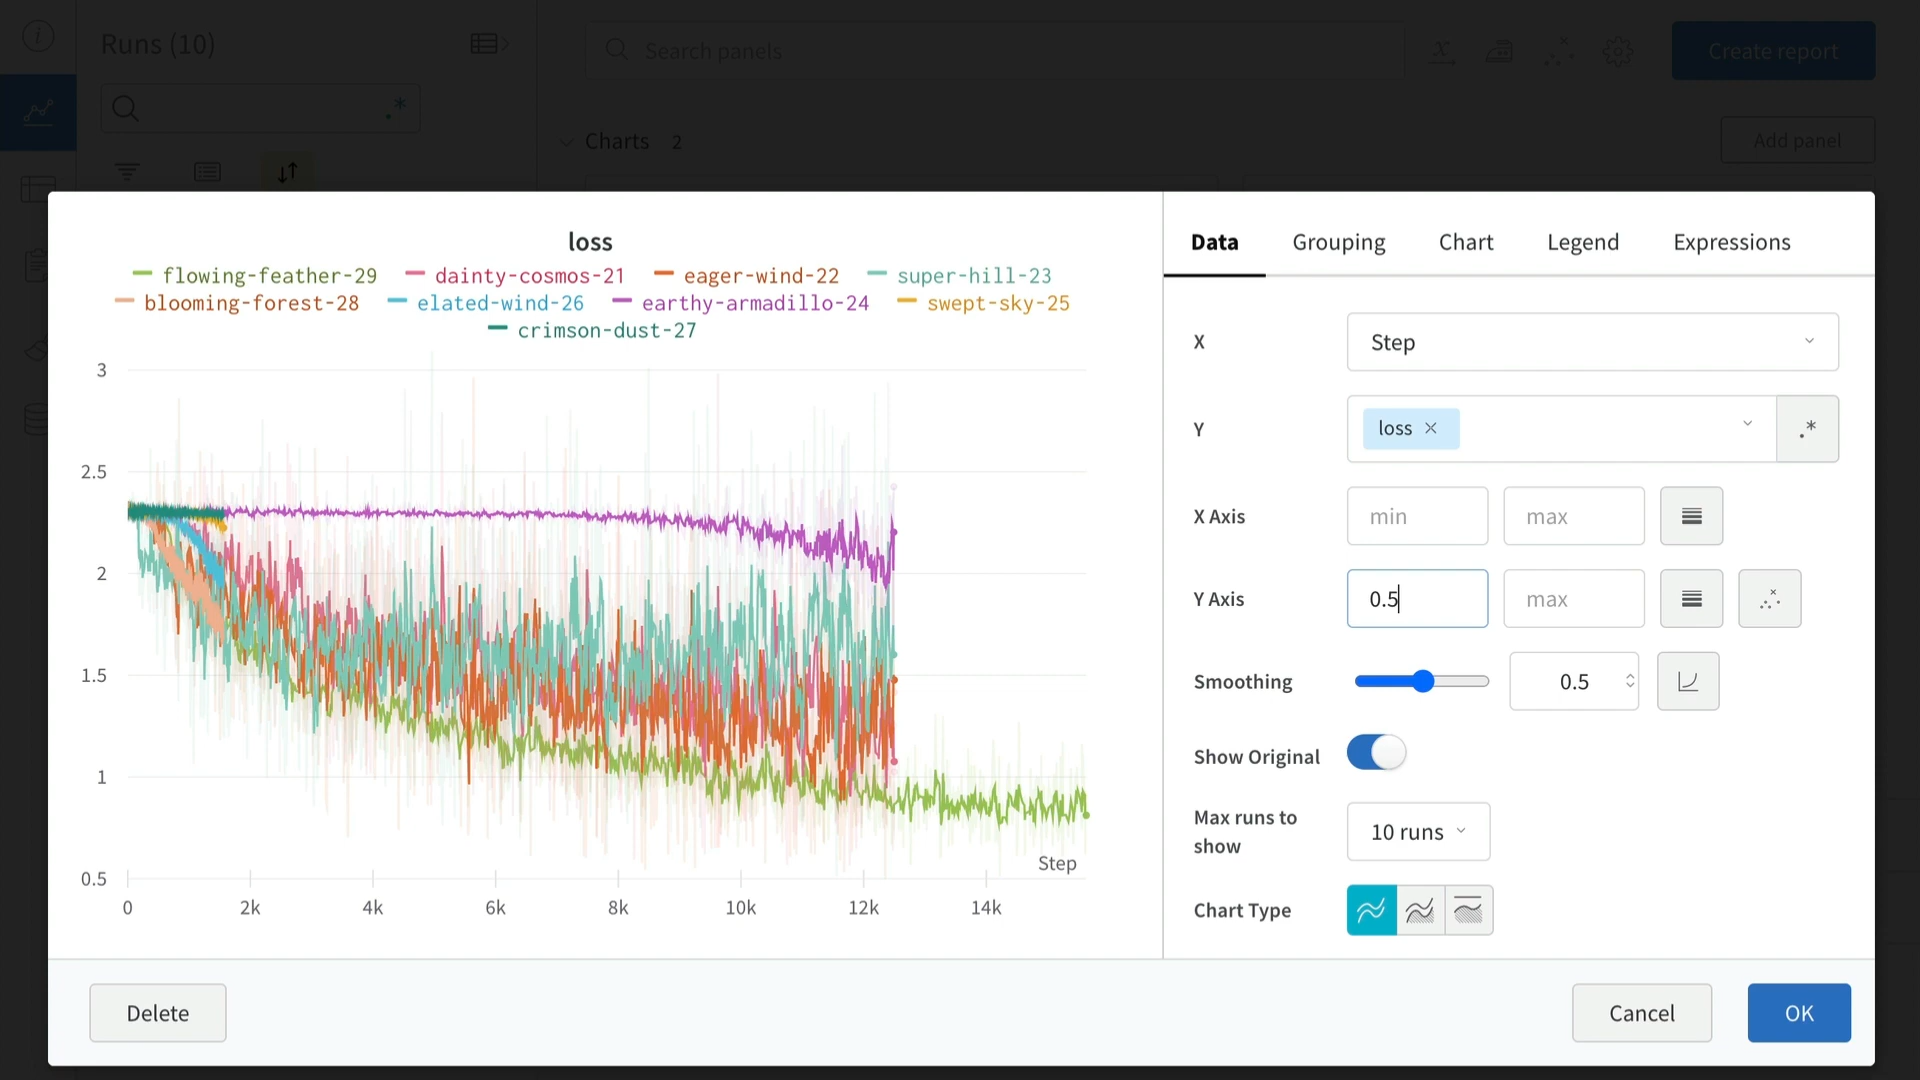 Runs (10)
Search panels
Create report
Charts 2
Add panel
loss
flowing-feather-29 dainty-cosmos-21 eager-wind-22 super-hill-23
blooming-forest-28 elated-wind-26 earthy-armadillo-24 swept-sky-25
crimson-dust-27
3
2.5
2
1.5
1
0.5
Step
0 2k 4k 6k 8k 10k 12k 14k
Data Grouping Chart Legend Expressions
X Step
Y loss × .*
X Axis min max
Y Axis 0.5 max
Smoothing 0.5
Show Original
Max runs to
show
10 runs
Chart Type
Delete Cancel OK